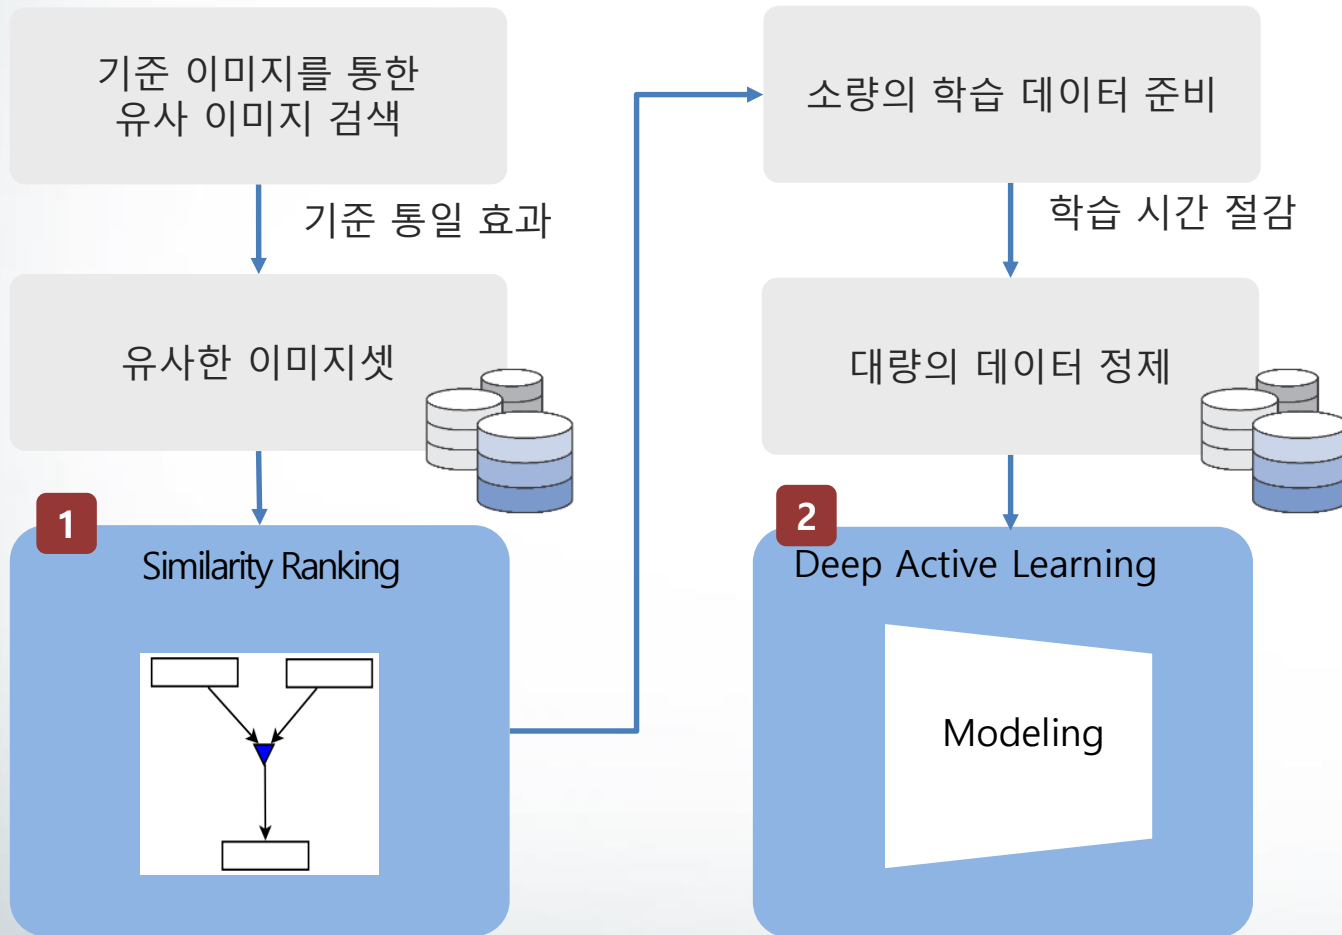 기준 이미지를 통한
유사 이미지 검색
기준 통일 효과
유사한 이미지셋
1
Similarity Ranking
소량의 학습 데이터 준비
학습 시간 절감
대량의 데이터 정제
2
Deep Active Learning
Modeling